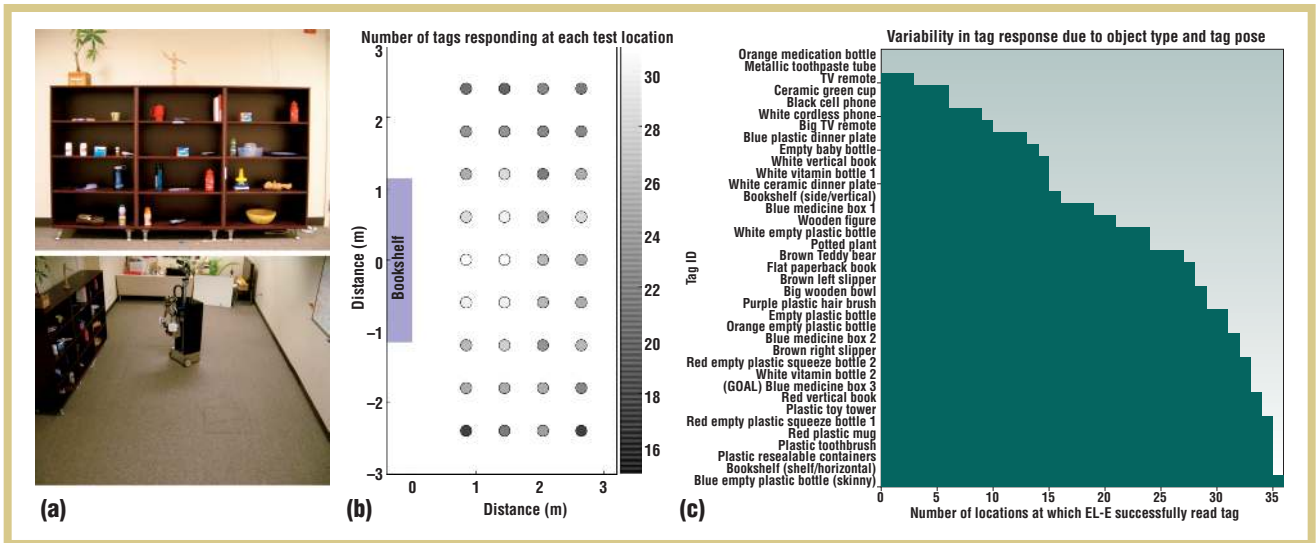 Number of tags responding at each test location
3
2
1
0
–1
–2
–3
Distance (m)
Bookshelf
0
1
2
3
Distance (m)
30
28
26
24
22
20
18
16
Variability in tag response due to object type and tag pose
Tag ID
Orange medication bottle
Metallic toothpaste tube
TV remote
Ceramic green cup
Black cell phone
White cordless phone
Big TV remote
Blue plastic dinner plate
Empty baby bottle
White vertical book
White vitamin bottle 1
White ceramic dinner plate
Bookshelf (side/vertical)
Blue medicine box 1
Wooden figure
White empty plastic bottle
Potted plant
Brown Teddy bear
Flat paperback book
Brown left slipper
Big wooden bowl
Purple plastic hair brush
Empty plastic bottle
Orange empty plastic bottle
Blue medicine box 2
Brown right slipper
Red empty plastic squeeze bottle 2
White vitamin bottle 2
(GOAL) Blue medicine box 3
Red vertical book
Plastic toy tower
Red empty plastic squeeze bottle 1
Red plastic mug
Plastic toothbrush
Plastic resealable containers
Bookshelf (shelf/horizontal)
Blue empty plastic bottle (skinny)
0 5 10 15 20 25 30 35
Number of locations at which EL-E successfully read tag
(a)
(b)
(c)